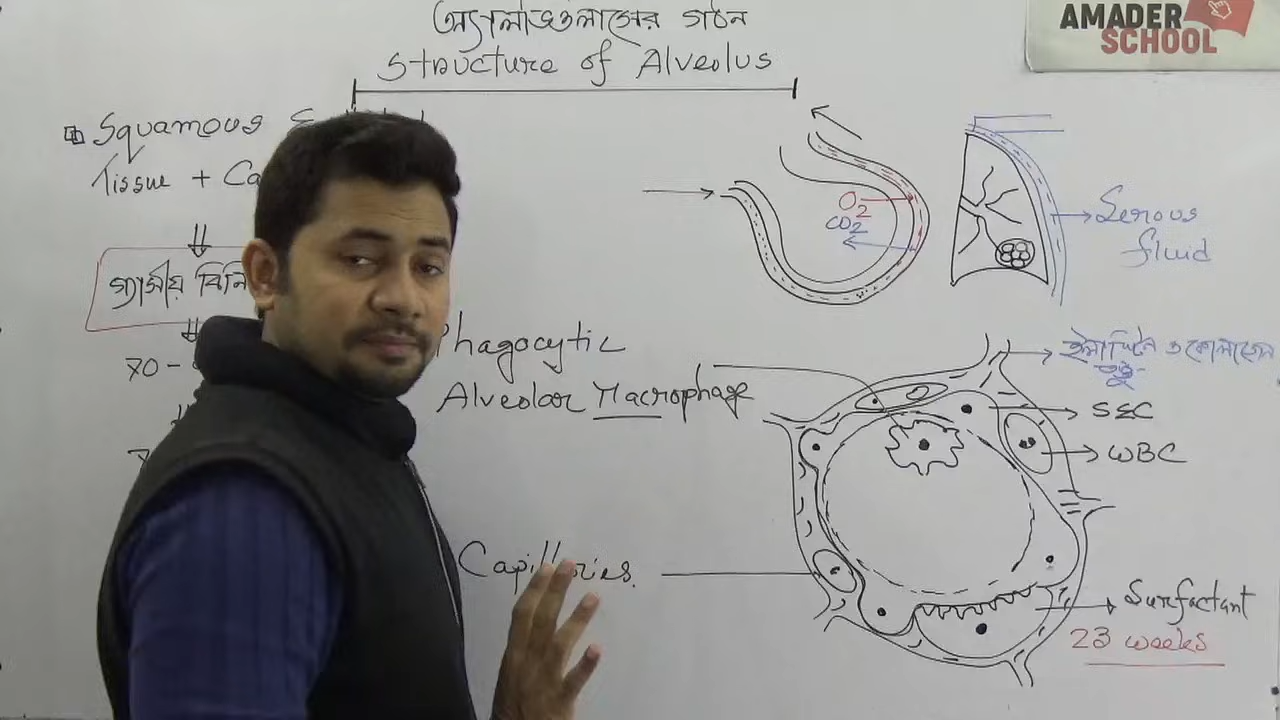 অ্যালভিওলাসের গঠন
Structure of Alveolus
AMADER
SCHOOL
Squamous
Tissue + Ca
O₂
CO₂
Serous
fluid
গ্যাসীয় বিনি
70 -
Phagocytic
Alveolar Macrophage
ইলাস্টিন ও কোলাজেন
তন্তু
SEC
WBC
Capillaries.
Surfactant
23 weeks